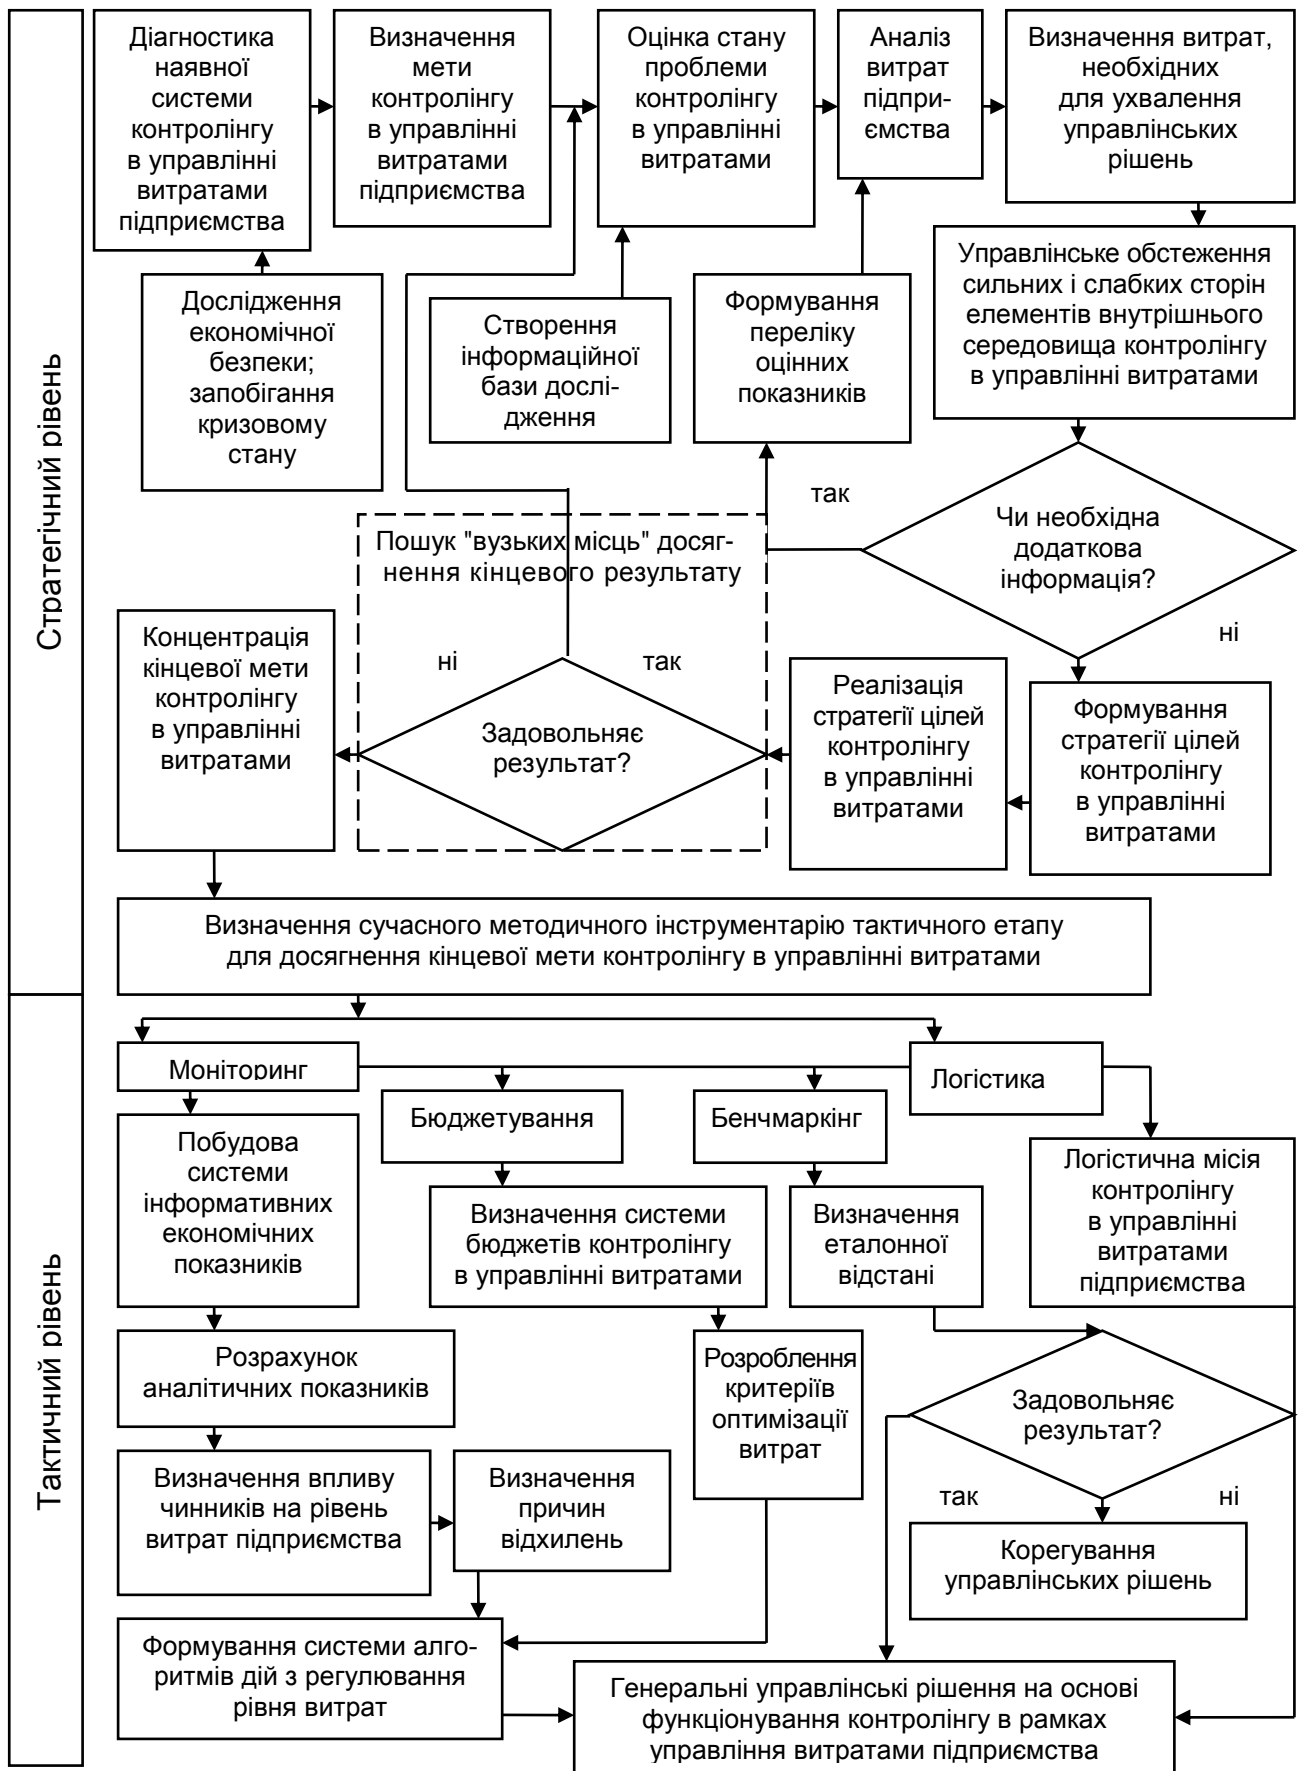 Стратегічний рівень
Діагностика
наявної
системи
контролінгу
в управлінні
витратами
підприємства
Визначення
мети
контролінгу
в управлінні
витратами
підприємства
Оцінка стану
проблеми
контролінгу
в управлінні
витратами
Аналіз
витрат
підпри-
ємства
Визначення витрат,
необхідних
для ухвалення
управлінських
рішень
Дослідження
економічної
безпеки;
запобігання
кризовому
стану
Створення
інформаційної
бази дослі-
дження
Формування
переліку
оцінних
показників
Управлінське обстеження
сильних і слабких сторін
елементів внутрішнього
середовища контролінгу
в управлінні витратами
так
Чи необхідна
додаткова
інформація?
ні
Пошук "вузьких місць" досяг-
нення кінцевого результату
ні
так
Задовольняє
результат?
Концентрація
кінцевої мети
контролінгу
в управлінні
витратами
Реалізація
стратегії цілей
контролінгу
в управлінні
витратами
Формування
стратегії цілей
контролінгу
в управлінні
витратами
Визначення сучасного методичного інструментарію тактичного етапу
для досягнення кінцевої мети контролінгу в управлінні витратами
Тактичний рівень
Моніторинг
Бюджетування
Бенчмаркінг
Логістика
Побудова
системи
інформативних
економічних
показників
Визначення системи
бюджетів контролінгу
в управлінні витратами
Визначення
еталонної
відстані
Логістична місія
контролінгу
в управлінні
витратами
підприємства
Розрахунок
аналітичних показників
Розроблення
критеріїв
оптимізації
витрат
Задовольняє
результат?
так
ні
Визначення впливу
чинників на рівень
витрат підприємства
Визначення
причин
відхилень
Корегування
управлінських рішень
Формування системи алго-
ритмів дій з регулювання
рівня витрат
Генеральні управлінські рішення на основі
функціонування контролінгу в рамках
управління витратами підприємства